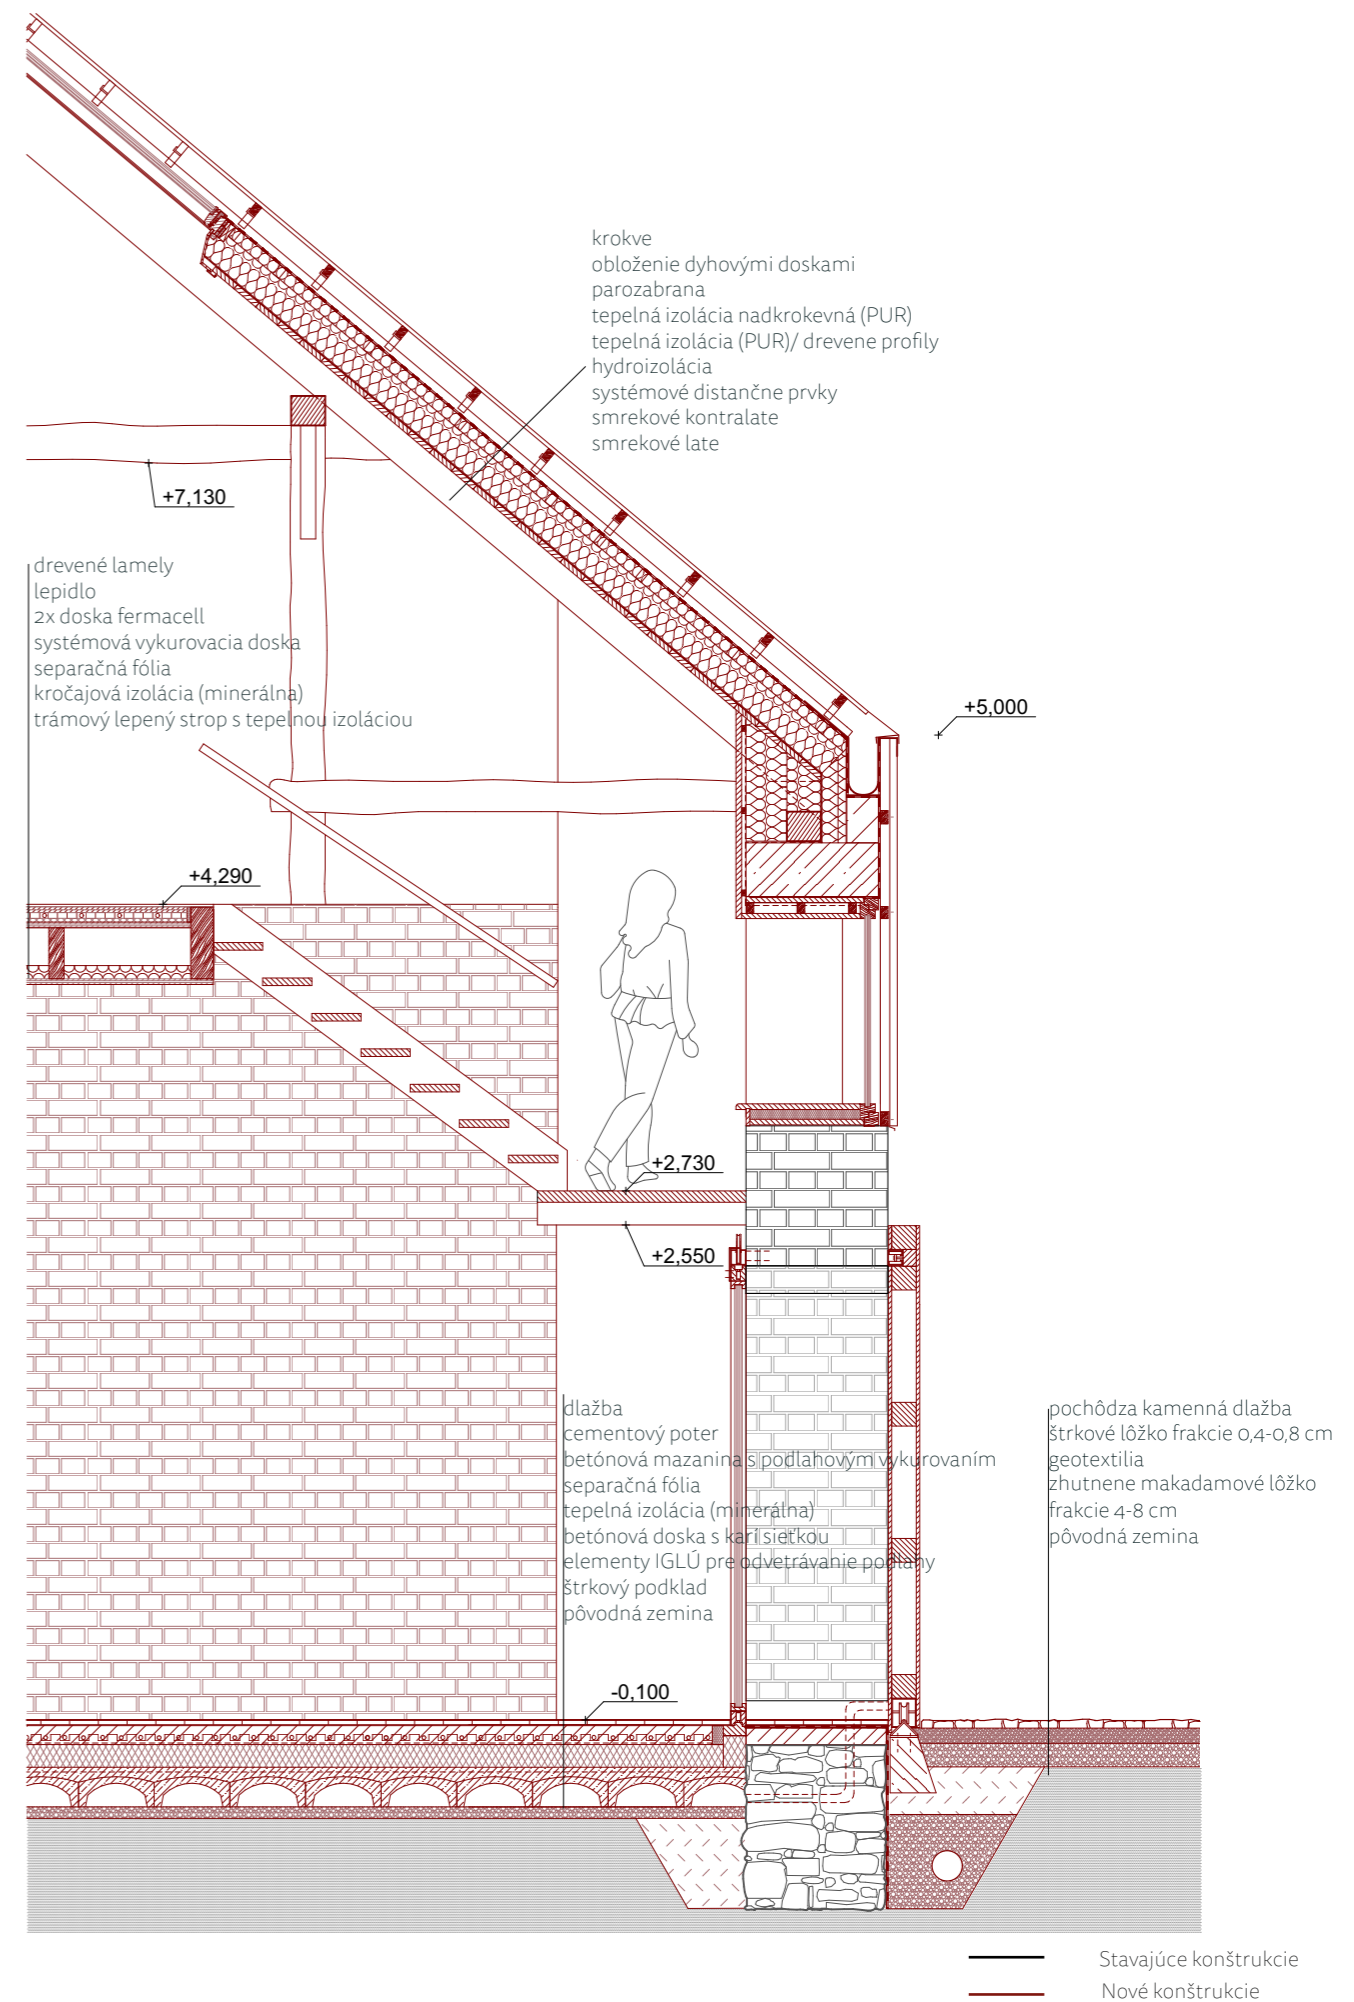 krokve
obloženie dyhovými doskami
parozabrana
tepelná izolácia nadkrokevná (PUR)
tepelná izolácia (PUR)/ drevene profily
hydroizolácia
systémové distančne prvky
smrekové kontralate
smrekové late
+7,130
drevené lamely
lepidlo
2x doska fermacell
systémová vykurovacia doska
separačná fólia
kročajová izolácia (minerálna)
trámový lepený strop s tepelnou izoláciou
+5,000
+4,290
+2,730
+2,550
dlažba
cementový poter
betónová mazanina s podlahovým vykurovaním
separačná fólia
tepelná izolácia (minerálna)
betónová doska s kari sieťkou
elementy IGLÚ pre odvetrávanie podlahy
štrkový podklad
pôvodná zemina
pochôdza kamenná dlažba
štrkové lôžko frakcie 0,4-0,8 cm
geotextilia
zhutnene makadamové lôžko
frakcie 4-8 cm
pôvodná zemina
-0,100
Stavajúce konštrukcie
Nové konštrukcie